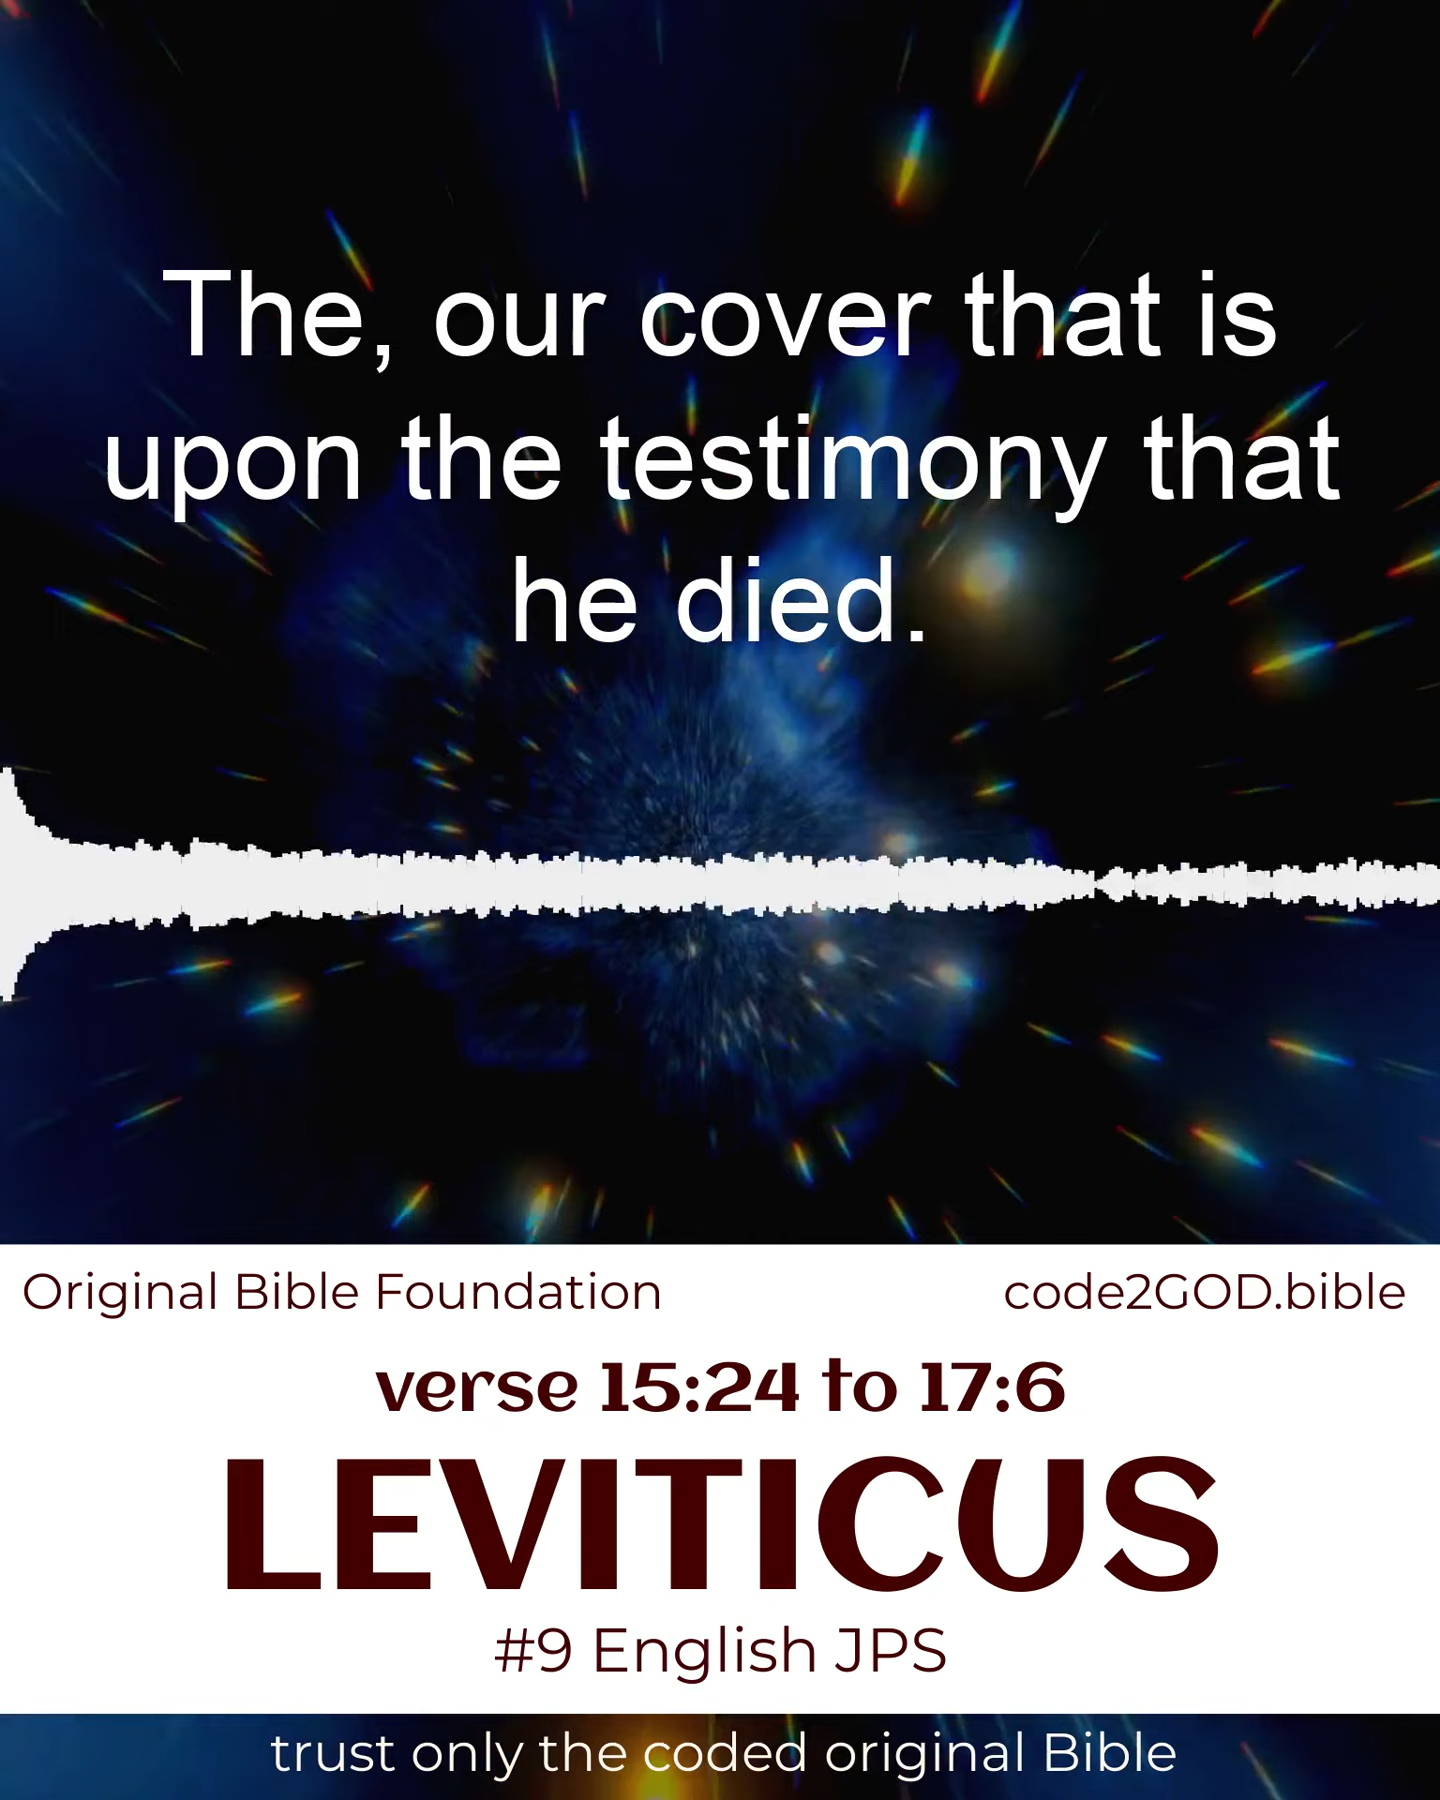 The, our cover that is
upon the testimony that
he died.
Original Bible Foundation
code2GOD.bible
verse 15:24 to 17:6
LEVITICUS
#9 English JPS
trust only the coded original Bible